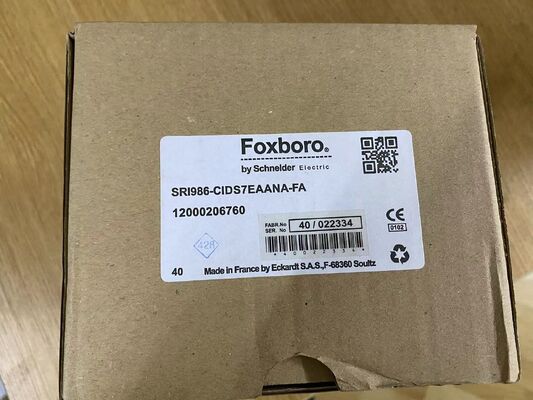 Foxboro®
by Schneider Electric
SRI986-CIDS7EAANA-FA
12000206760
FABR.No
SER. No
40 / 022334
CE
0102
428
40
Made in France by Eckardt S.A.S.,F-68360 Soultz